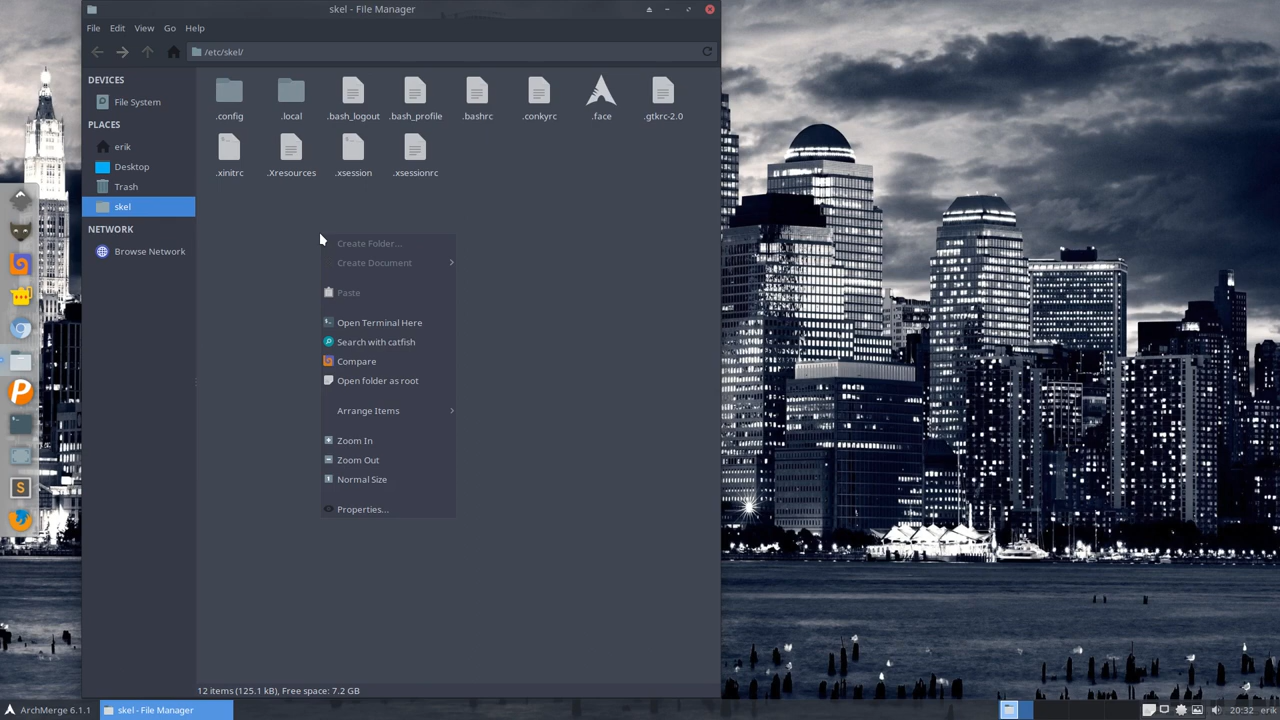 skel - File Manager
File Edit View Go Help
/etc/skel/
DEVICES
File System
PLACES
erik
Desktop
Trash
skel
NETWORK
Browse Network
.config .local .bash_logout .bash_profile .bashrc .conkyrc .face .gtkrc-2.0
.xinitrc .Xresources .xsession .xsessionrc
Create Folder...
Create Document
Paste
Open Terminal Here
Search with catfish
Compare
Open folder as root
Arrange Items
Zoom In
Zoom Out
Normal Size
Properties...
12 items (125.1 kB), Free space: 7.2 GB
ArchMerge 6.1.1 skel - File Manager 20:32 erik